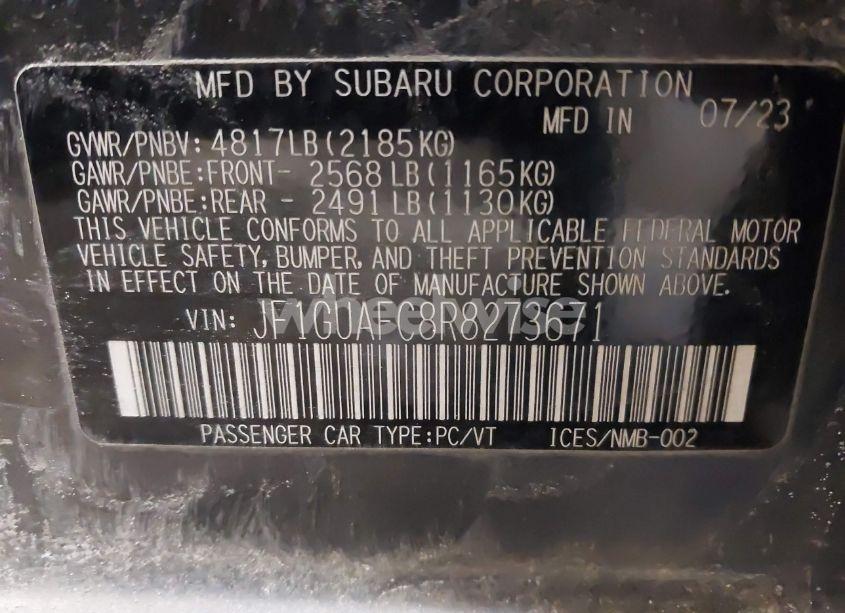 MFD BY SUBARU CORPORATION
MFD IN 07/23
GVWR/PNBV: 4817LB(2185KG)
GAWR/PNBE:FRONT- 2568LB(1165KG)
GAWR/PNBE:REAR - 2491LB(1130KG)
THIS VEHICLE CONFORMS TO ALL APPLICABLE FEDERAL MOTOR
VEHICLE SAFETY, BUMPER, AND THEFT PREVENTION STANDARDS
IN EFFECT ON THE DATE OF MANUFACTURE SHOWN ABOVE.
VIN: JF1GUAFC8R8273671
wheelwise
PASSENGER CAR TYPE:PC/VT ICES/NMB-002